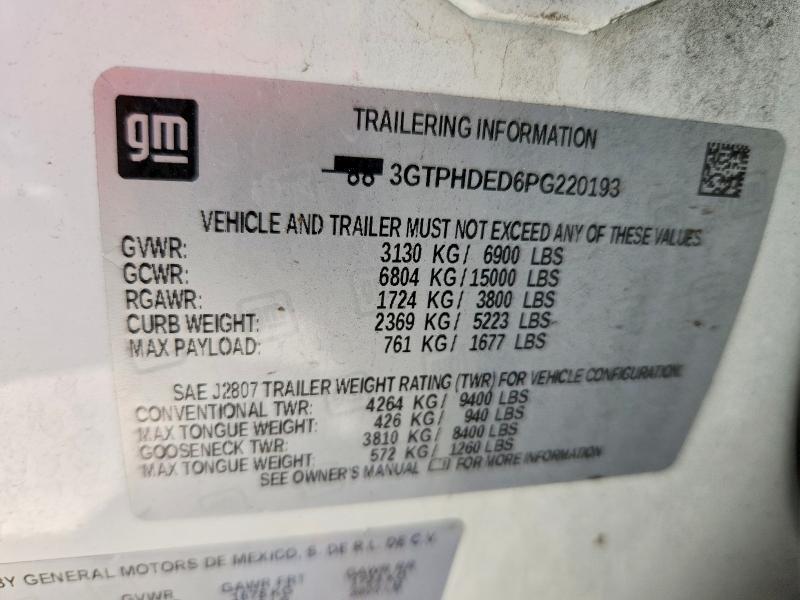 gm
TRAILERING INFORMATION
3GTPHDED6PG220193
VEHICLE AND TRAILER MUST NOT EXCEED ANY OF THESE VALUES
GVWR: 3130 KG/ 6900 LBS
GCWR: 6804 KG/15000 LBS
RGAWR: 1724 KG/ 3800 LBS
CURB WEIGHT: 2369 KG/ 5223 LBS
MAX PAYLOAD: 761 KG/ 1677 LBS
SAE J2807 TRAILER WEIGHT RATING (TWR) FOR VEHICLE CONFIGURATION.
CONVENTIONAL TWR: 4264 KG/ 9400 LBS
MAX TONGUE WEIGHT: 426 KG/ 940 LBS
GOOSENECK TWR: 3810 KG/ 8400 LBS
MAX TONGUE WEIGHT: 572 KG/ 1260 LBS
SEE OWNER'S MANUAL FOR MORE INFORMATION
BY GENERAL MOTORS DE MEXICO, S. DE R.L. DE C.V.
GVWR GAWR FRT GAWR RR